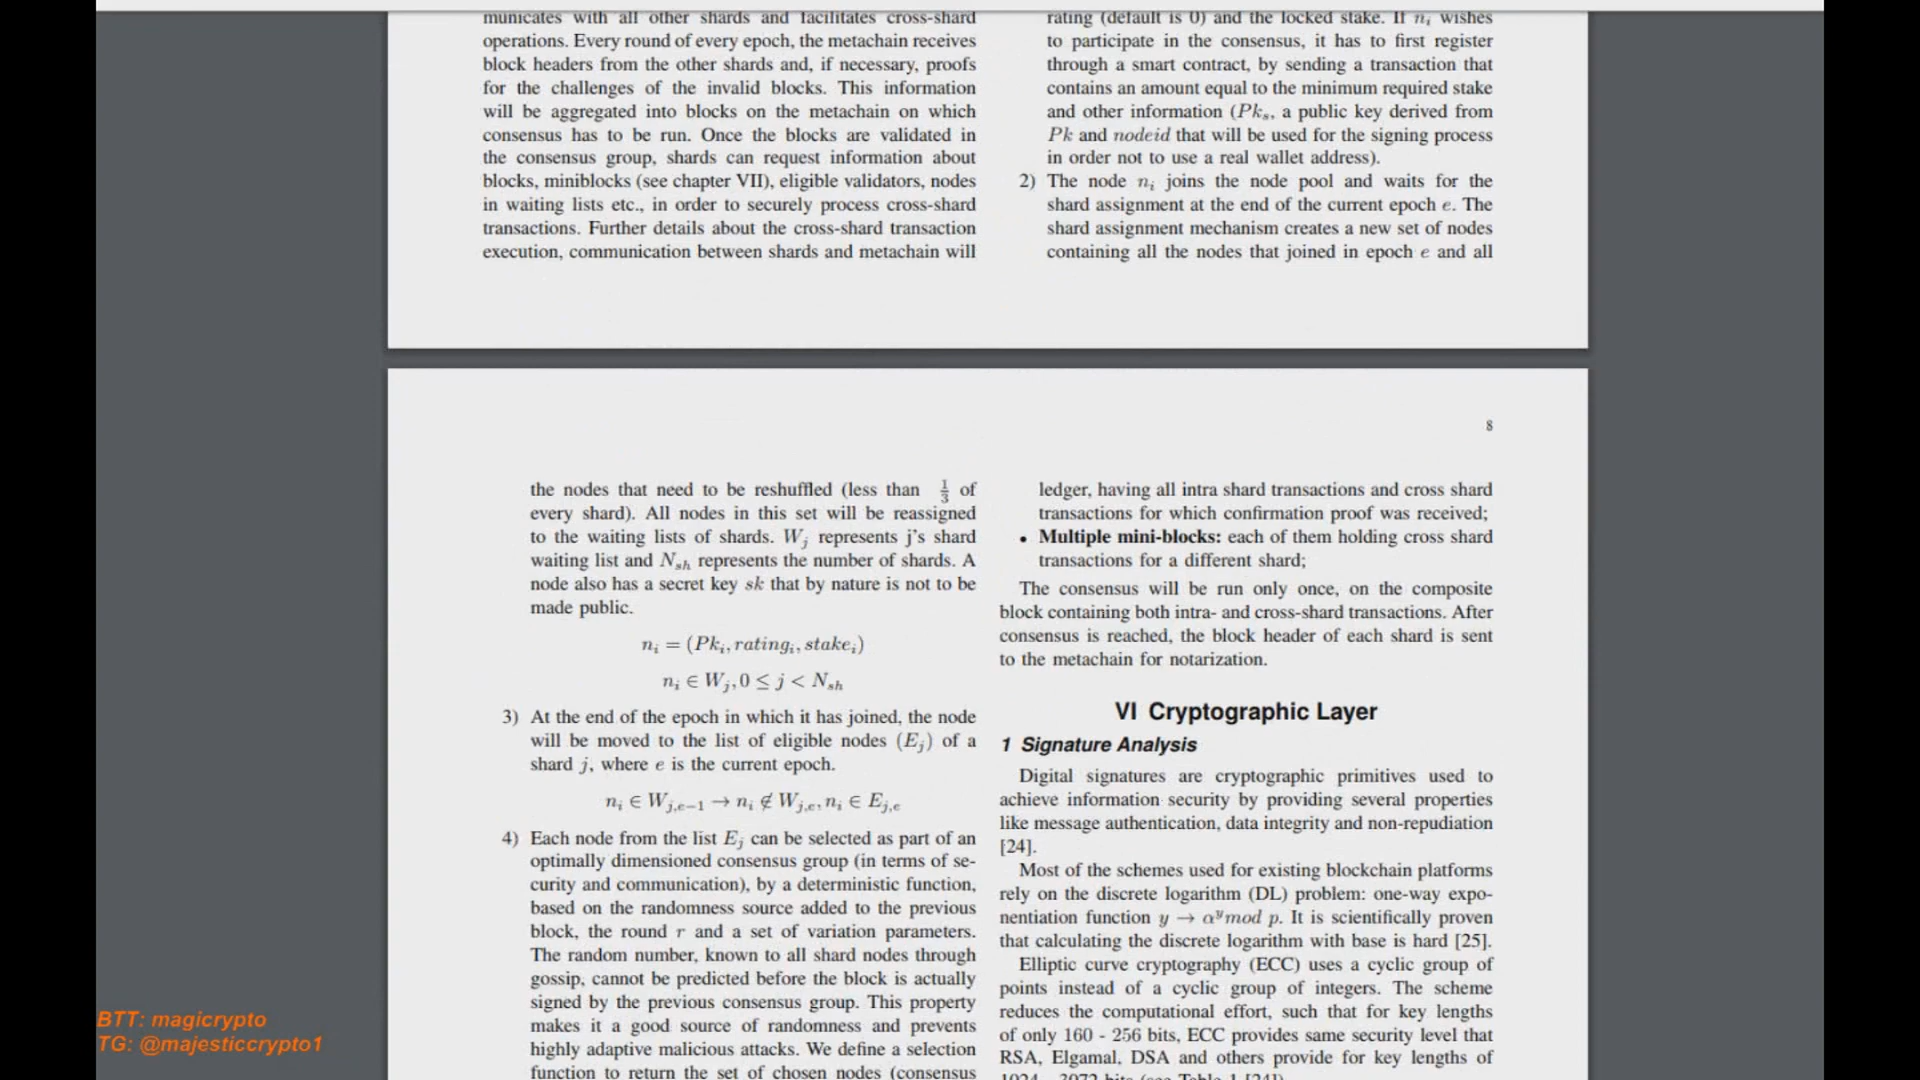 municates with all other shards and facilitates cross-shard
operations. Every round of every epoch, the metachain receives
block headers from the other shards and, if necessary, proofs
for the challenges of the invalid blocks. This information
will be aggregated into blocks on the metachain on which
consensus has to be run. Once the blocks are validated in
the consensus group, shards can request information about
blocks, miniblocks (see chapter VII), eligible validators, nodes
in waiting lists etc., in order to securely process cross-shard
transactions. Further details about the cross-shard transaction
execution, communication between shards and metachain will
rating (default is 0) and the locked stake. If nᵢ wishes
to participate in the consensus, it has to first register
through a smart contract, by sending a transaction that
contains an amount equal to the minimum required stake
and other information (Pkₛ, a public key derived from
Pk and nodeid that will be used for the signing process
in order not to use a real wallet address).
2) The node nᵢ joins the node pool and waits for the
shard assignment at the end of the current epoch e. The
shard assignment mechanism creates a new set of nodes
containing all the nodes that joined in epoch e and all
8
the nodes that need to be reshuffled (less than 1/3 of
every shard). All nodes in this set will be reassigned
to the waiting lists of shards. Wⱼ represents j's shard
waiting list and Nₛₕ represents the number of shards. A
node also has a secret key sk that by nature is not to be
made public.
nᵢ = (Pkᵢ, ratingᵢ, stakeᵢ)
nᵢ ∈ Wⱼ, 0 ≤ j < Nₛₕ
3) At the end of the epoch in which it has joined, the node
will be moved to the list of eligible nodes (Eⱼ) of a
shard j, where e is the current epoch.
nᵢ ∈ Wⱼ,ₑ₋₁ → nᵢ ∉ Wⱼ,ₑ, nᵢ ∈ Eⱼ,ₑ
4) Each node from the list Eⱼ can be selected as part of an
optimally dimensioned consensus group (in terms of se-
curity and communication), by a deterministic function,
based on the randomness source added to the previous
block, the round r and a set of variation parameters.
The random number, known to all shard nodes through
gossip, cannot be predicted before the block is actually
signed by the previous consensus group. This property
makes it a good source of randomness and prevents
highly adaptive malicious attacks. We define a selection
function to return the set of chosen nodes (consensus
ledger, having all intra shard transactions and cross shard
transactions for which confirmation proof was received;
• Multiple mini-blocks: each of them holding cross shard
transactions for a different shard;
The consensus will be run only once, on the composite
block containing both intra- and cross-shard transactions. After
consensus is reached, the block header of each shard is sent
to the metachain for notarization.
VI Cryptographic Layer
1 Signature Analysis
Digital signatures are cryptographic primitives used to
achieve information security by providing several properties
like message authentication, data integrity and non-repudiation
[24].
Most of the schemes used for existing blockchain platforms
rely on the discrete logarithm (DL) problem: one-way expo-
nentiation function y → αʸmod p. It is scientifically proven
that calculating the discrete logarithm with base is hard [25].
Elliptic curve cryptography (ECC) uses a cyclic group of
points instead of a cyclic group of integers. The scheme
reduces the computational effort, such that for key lengths
of only 160 - 256 bits, ECC provides same security level that
RSA, Elgamal, DSA and others provide for key lengths of
1024 - 3072 bits (see Table 1 [24]).
BTT: magicrypto
TG: @majesticcrypto1